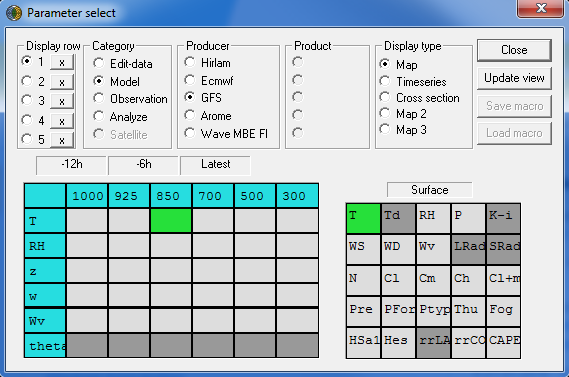 Parameter select
Display row
1 x
2 x
3 x
4 x
5 x
Category
Edit-data
Model
Observation
Analyze
Satellite
Producer
Hirlam
Ecmwf
GFS
Arome
Wave MBE FI
Product
Display type
Map
Timeseries
Cross section
Map 2
Map 3
Close
Update view
Save macro
Load macro
-12h -6h Latest
1000 925 850 700 500 300
T
RH
z
w
Wv
theta
Surface
T Td RH P K-i
WS WD Wv LRad SRad
N Cl Cm Ch Cl+m
Pre PFor Ptyp Thu Fog
HSa1 Hes rrLA rrCO CAPE